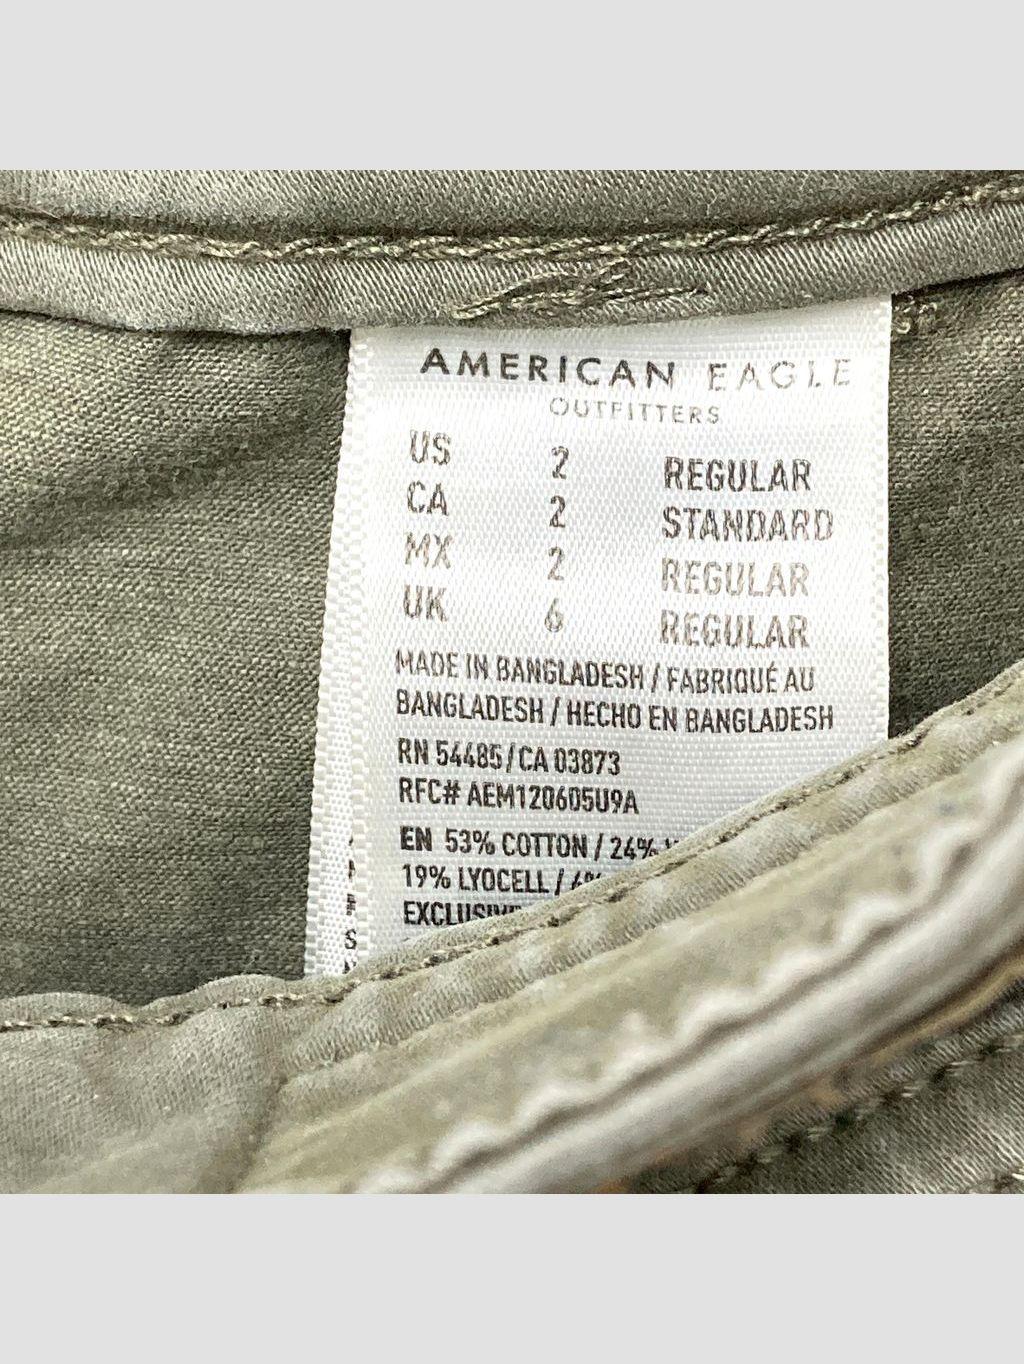 AMERICAN EAGLE
OUTFITTERS
US 2 REGULAR
CA 2 STANDARD
MX 2 REGULAR
UK 6 REGULAR
MADE IN BANGLADESH / FABRIQUÉ AU
BANGLADESH / HECHO EN BANGLADESH
RN 54485 / CA 03873
RFC# AEM120605U9A
EN 53% COTTON / 24%
19% LYOCELL /